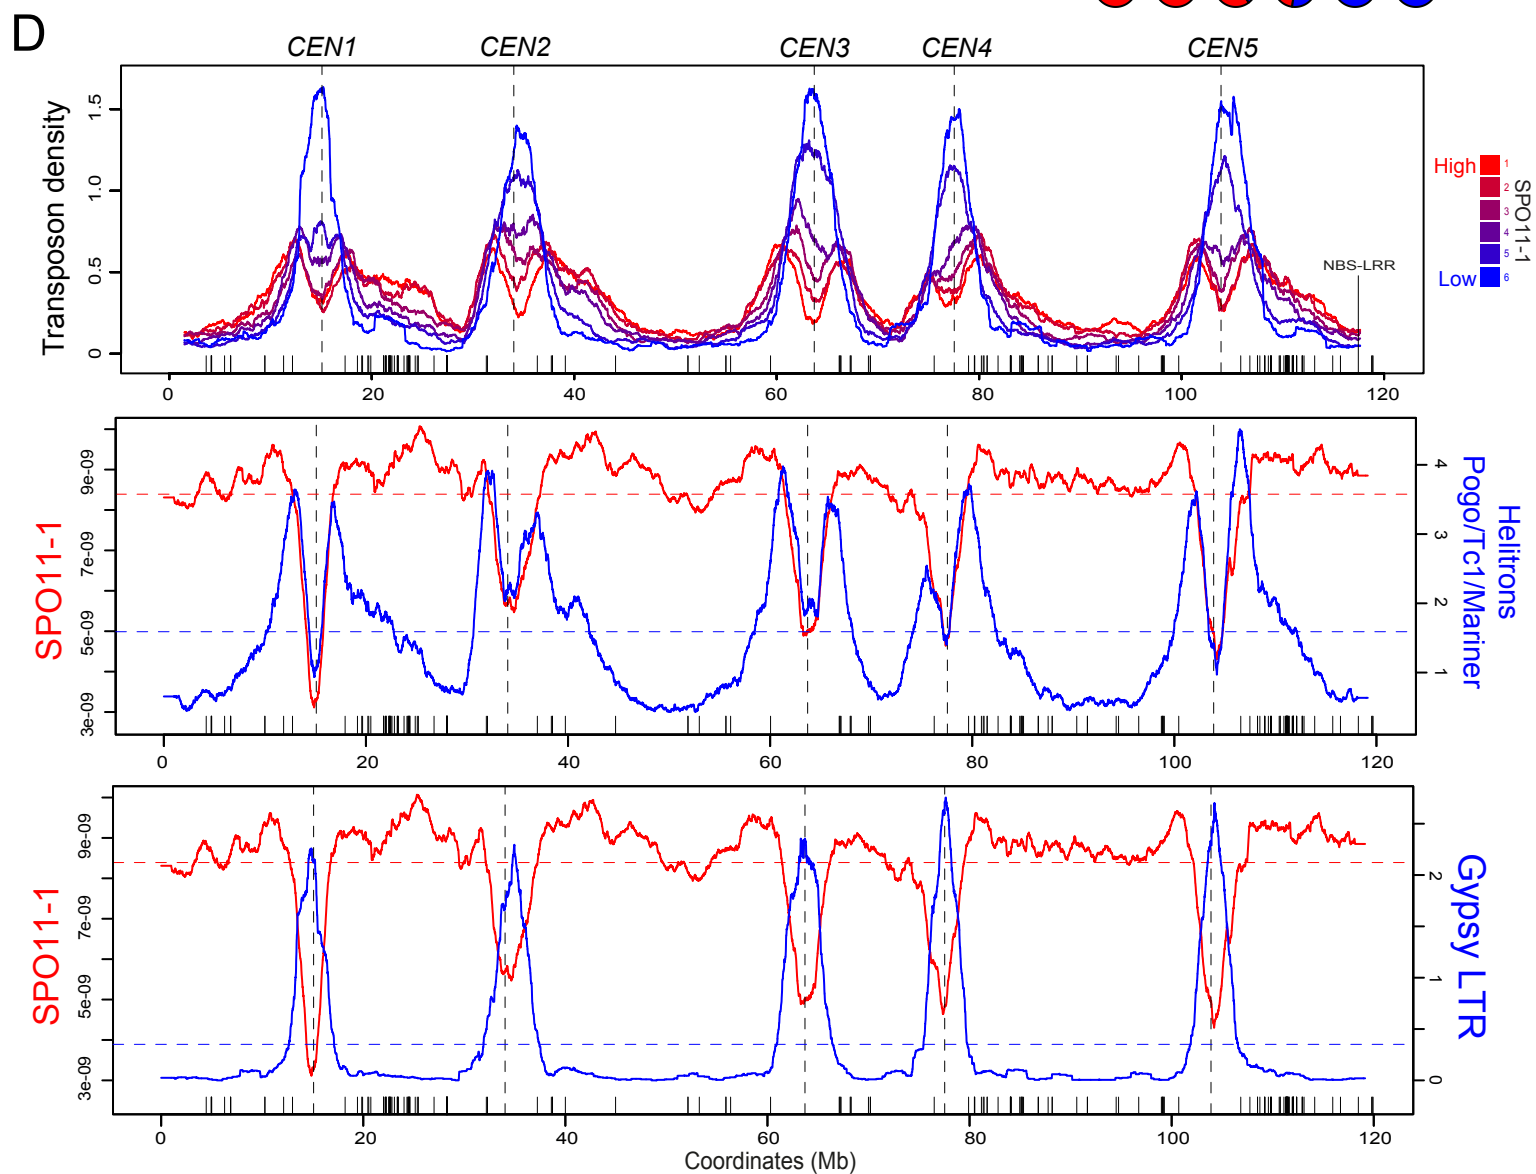 D
CEN1 CEN2 CEN3 CEN4 CEN5
Transposon density
0 0.5 1.0 1.5
NBS-LRR
High
Low
1
2
3
4
5
6
SPO11-1
0 20 40 60 80 100 120
SPO11-1
3e-09 5e-09 7e-09 9e-09
1 2 3 4
Helitrons
Pogo/Tc1/Mariner
0 20 40 60 80 100 120
SPO11-1
3e-09 5e-09 7e-09 9e-09
0 1 2
Gypsy LTR
0 20 40 60 80 100 120
Coordinates (Mb)